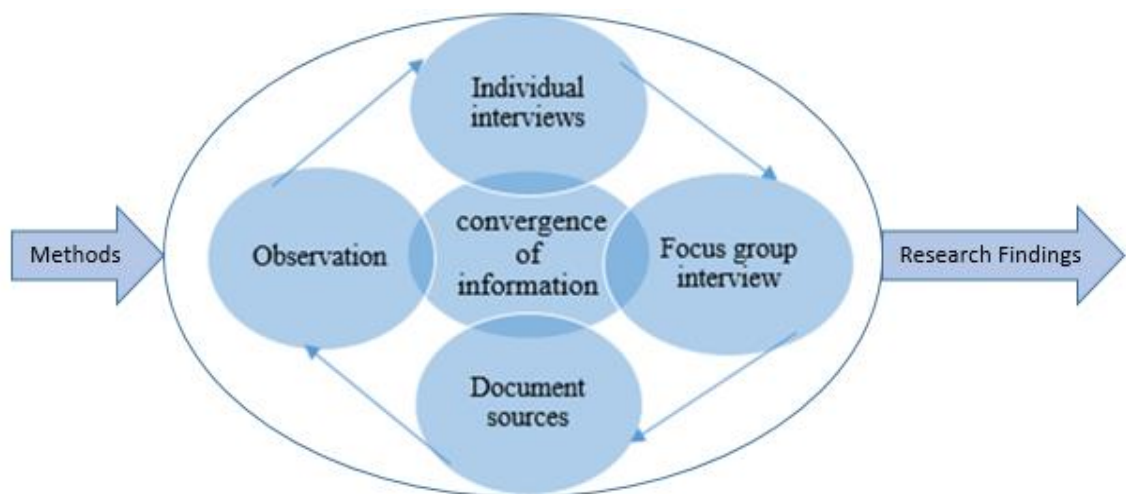 Individual
interviews
Methods
Observation
convergence
of
information
Focus group
interview
Research Findings
Document
sources